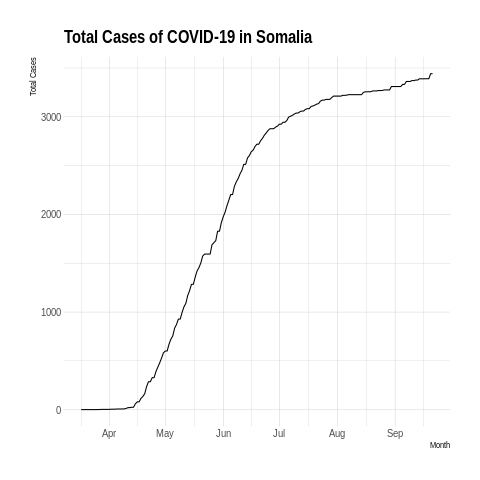 Total Cases of COVID-19 in Somalia
Total Cases
3000
2000
1000
0
Apr May Jun Jul Aug Sep
Month